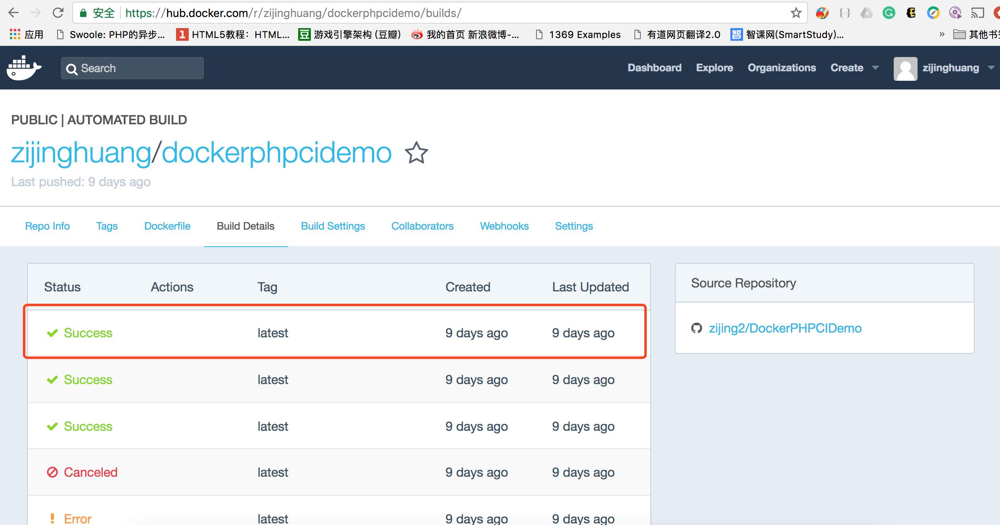 安全 https://hub.docker.com/r/zijinghuang/dockerphpcidemo/builds/
应用 Swoole: PHP的异步... HTML5教程：HTML... 游戏引擎架构 (豆瓣) 我的首页 新浪微博-... 1369 Examples 有道网页翻译2.0 智课网(SmartStudy)... » 其他书
Search Dashboard Explore Organizations Create zijinghuang
PUBLIC | AUTOMATED BUILD
zijinghuang/dockerphpcidemo
Last pushed: 9 days ago
Repo Info Tags Dockerfile Build Details Build Settings Collaborators Webhooks Settings
Status Actions Tag Created Last Updated
Success latest 9 days ago 9 days ago
Success latest 9 days ago 9 days ago
Success latest 9 days ago 9 days ago
Canceled latest 9 days ago 9 days ago
Error latest 9 days ago 9 days ago
Source Repository
zijing2/DockerPHPCIDemo